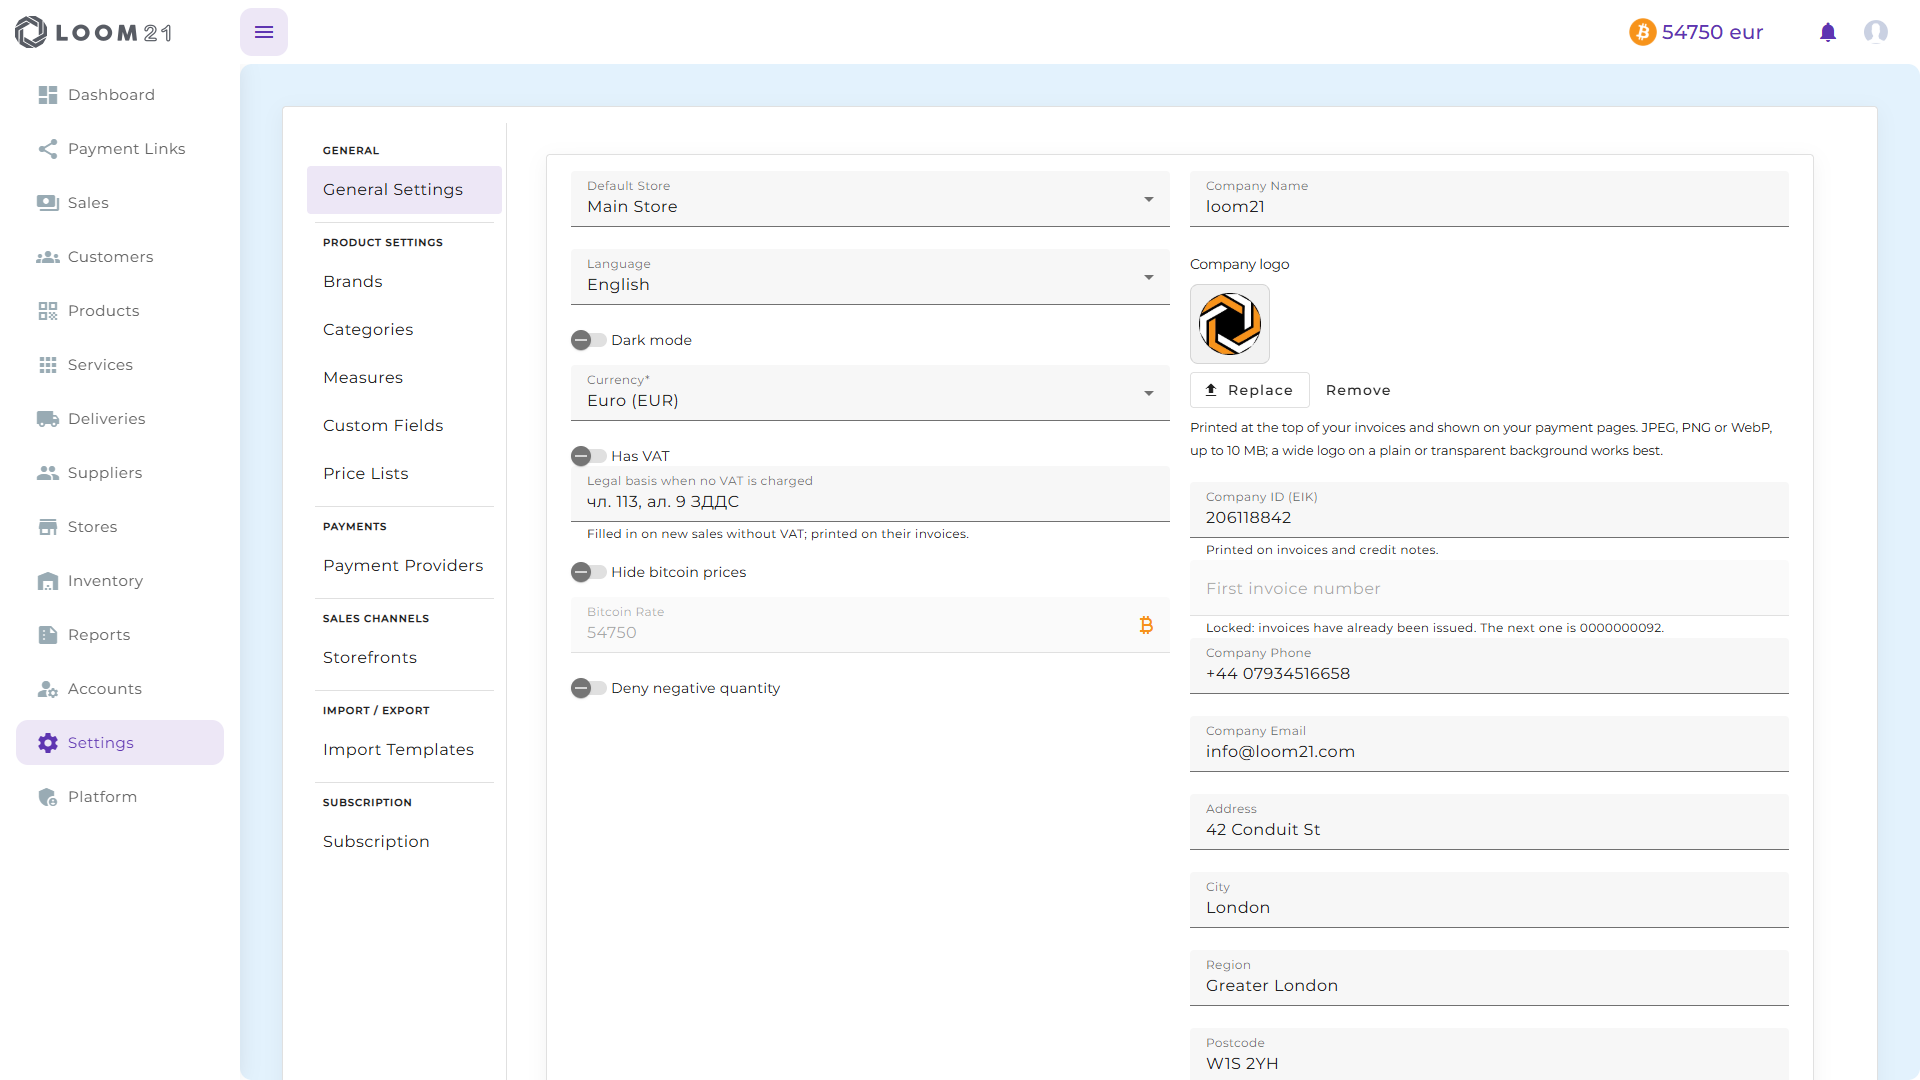 LOOM 21
54750 eur
Dashboard
Payment Links
Sales
Customers
Products
Services
Deliveries
Suppliers
Stores
Inventory
Reports
Accounts
Settings
Platform
GENERAL
General Settings
PRODUCT SETTINGS
Brands
Categories
Measures
Custom Fields
Price Lists
PAYMENTS
Payment Providers
SALES CHANNELS
Storefronts
IMPORT / EXPORT
Import Templates
SUBSCRIPTION
Subscription
Default Store
Main Store
Language
English
Dark mode
Currency*
Euro (EUR)
Has VAT
Legal basis when no VAT is charged
чл. 113, ал. 9 ЗДДС
Filled in on new sales without VAT; printed on their invoices.
Hide bitcoin prices
Bitcoin Rate
54750
Deny negative quantity
Company Name
loom21
Company logo
Replace
Remove
Printed at the top of your invoices and shown on your payment pages. JPEG, PNG or WebP,
up to 10 MB; a wide logo on a plain or transparent background works best.
Company ID (EIK)
206118842
Printed on invoices and credit notes.
First invoice number
Locked: invoices have already been issued. The next one is 0000000092.
Company Phone
+44 07934516658
Company Email
info@loom21.com
Address
42 Conduit St
City
London
Region
Greater London
Postcode
W1S 2YH